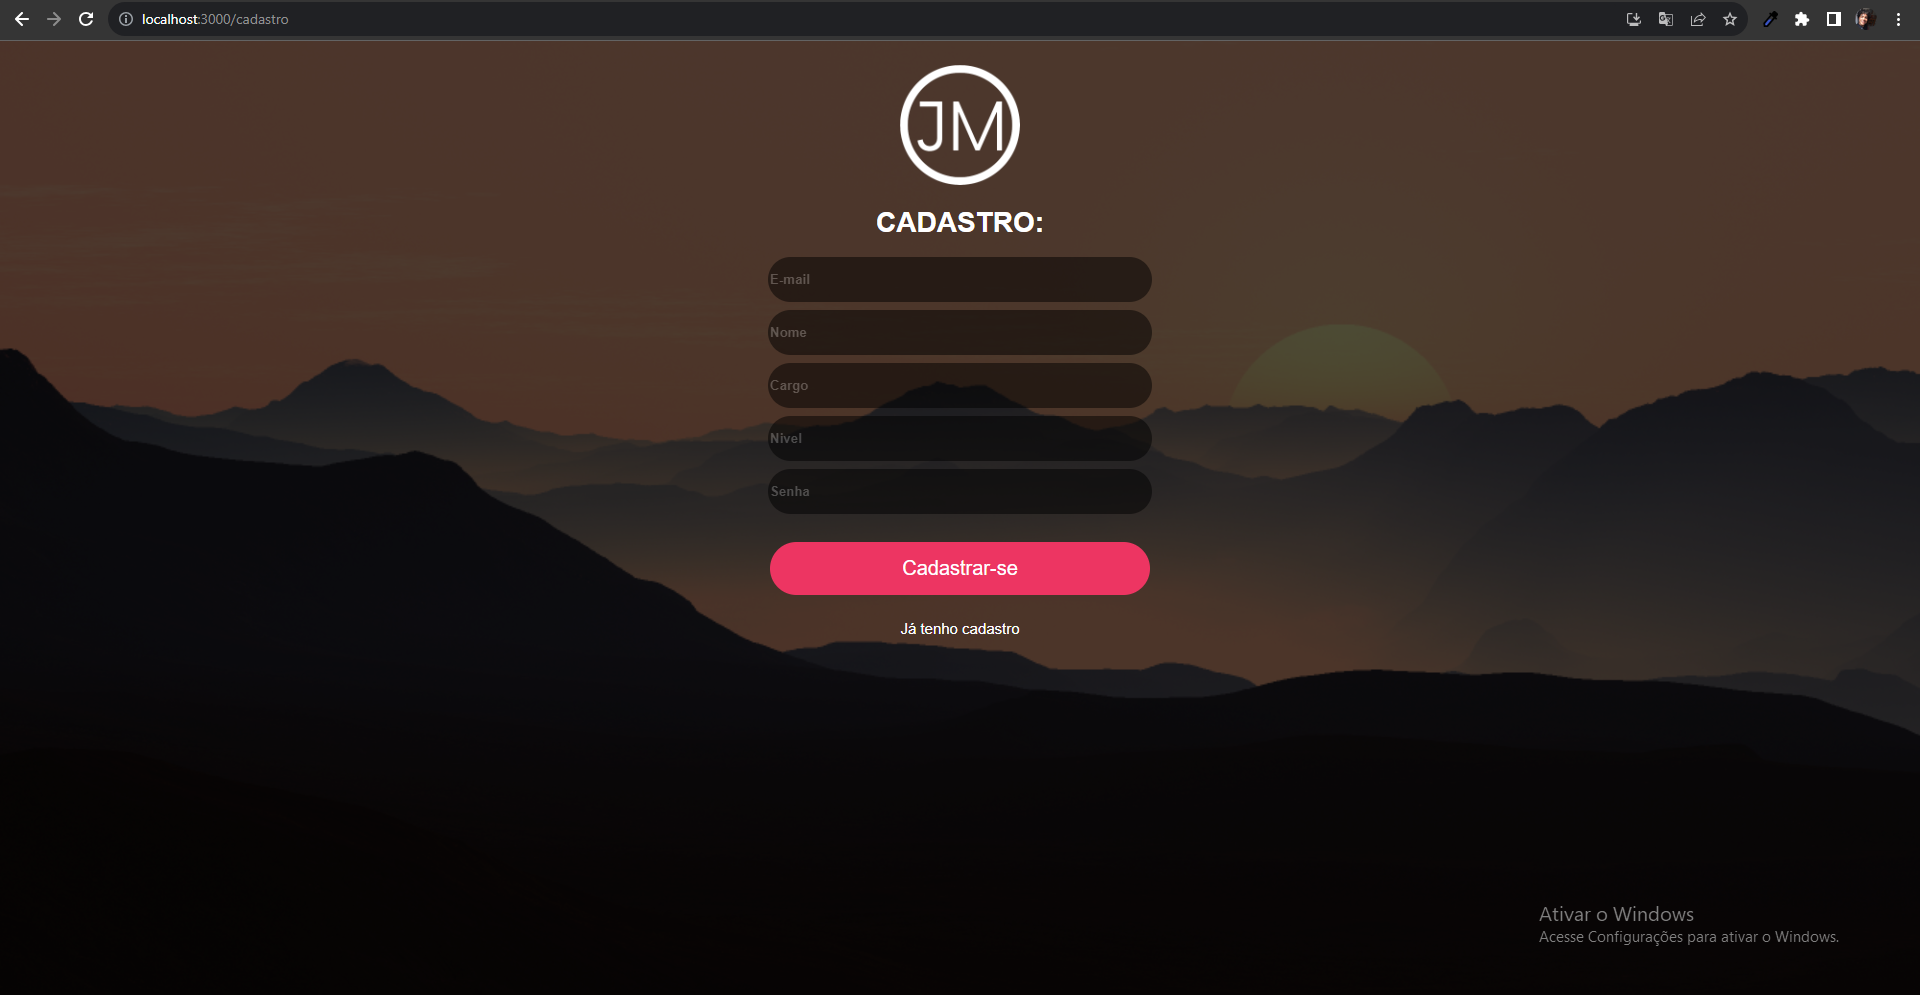 localhost:3000/cadastro
JM
CADASTRO:
E-mail
Nome
Cargo
Nivel
Senha
Cadastrar-se
Já tenho cadastro
Ativar o Windows
Acesse Configurações para ativar o Windows.